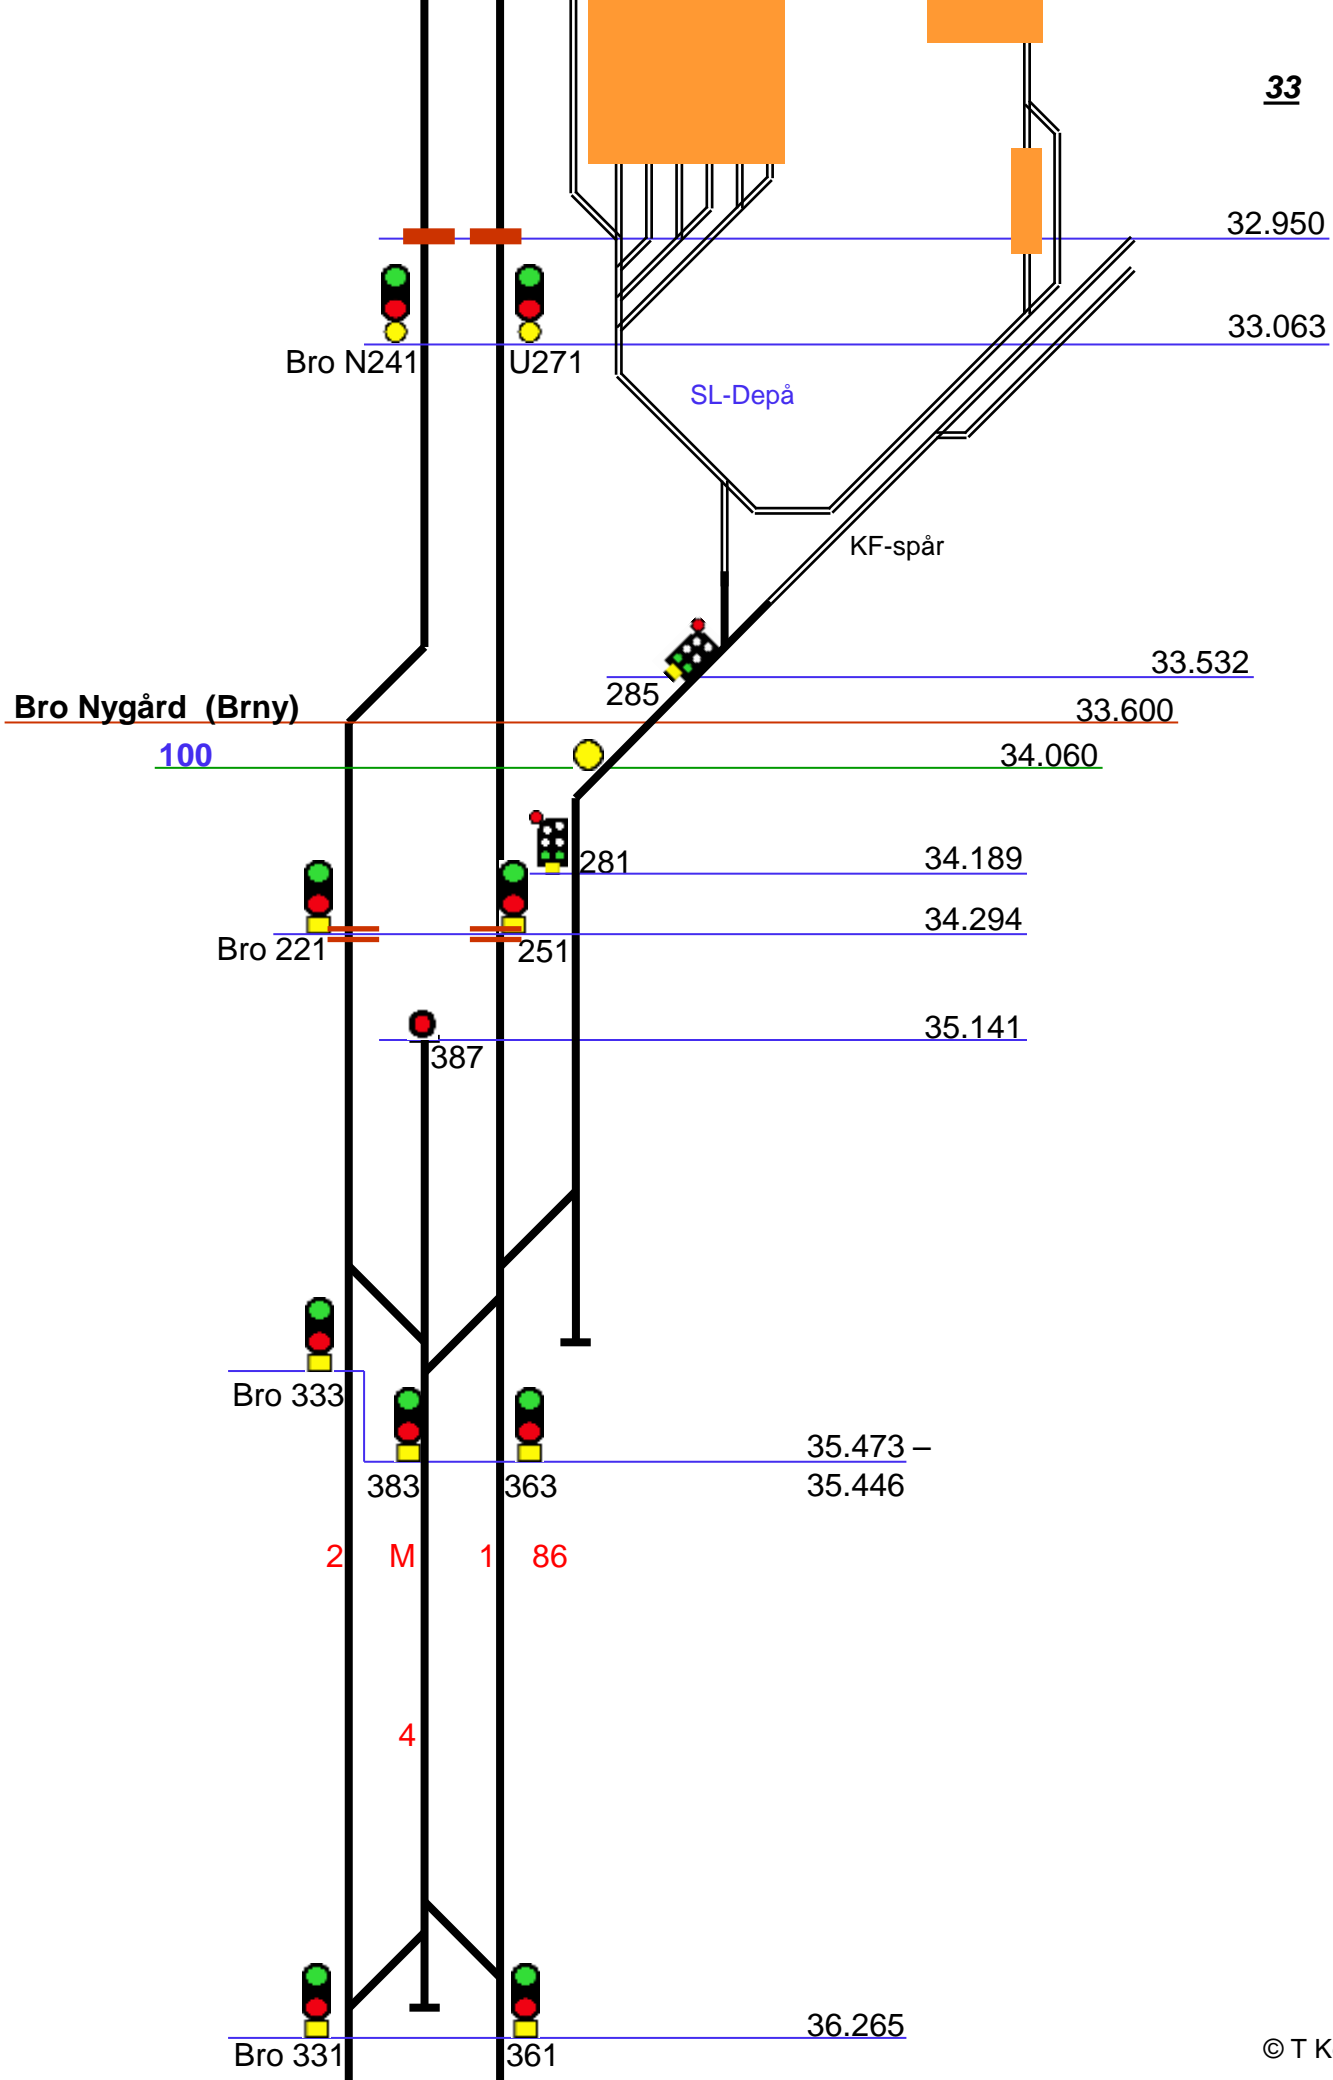 33
32.950
33.063
Bro N241 U271
SL-Depå
KF-spår
33.532
285
Bro Nygård (Brny) 33.600
100 34.060
281 34.189
34.294
Bro 221 251
35.141
387
Bro 333
35.473 –
383 363 35.446
2 M 1 86
4
36.265
Bro 331 361
© T K